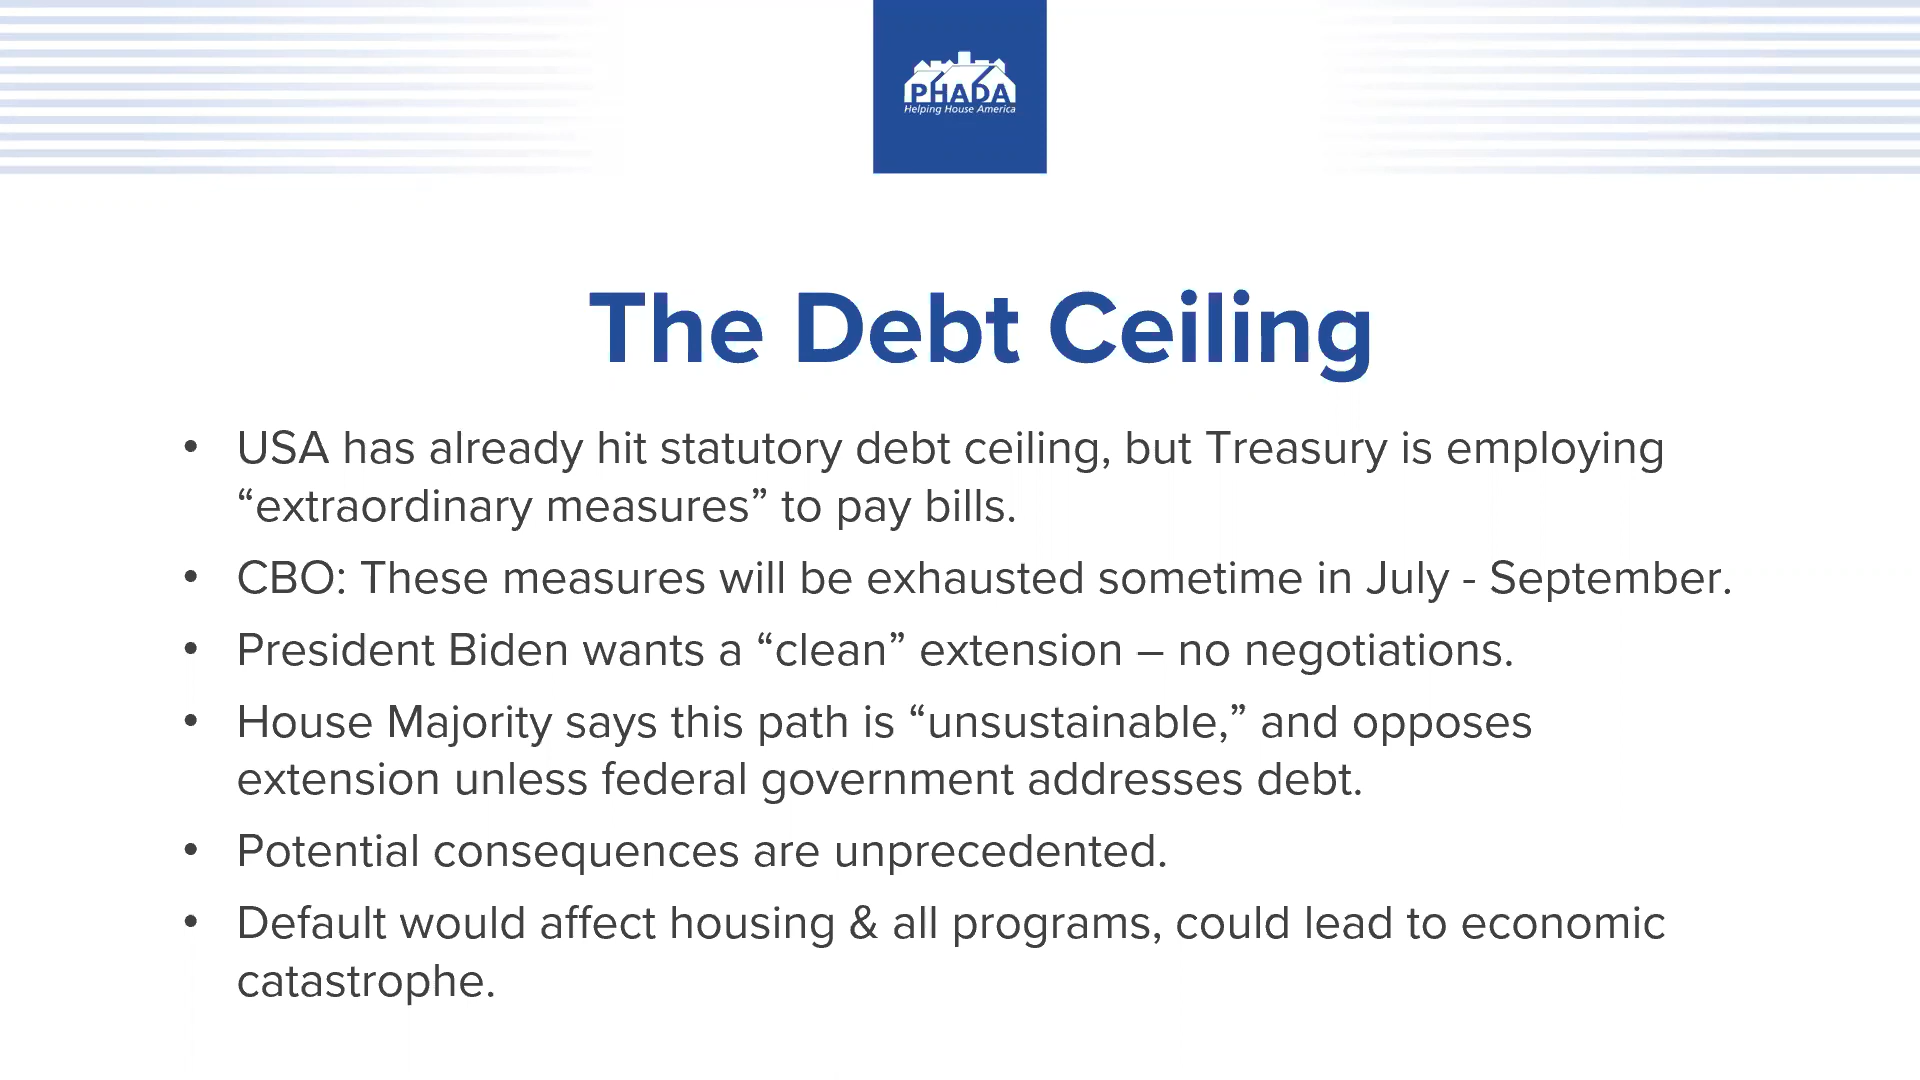 PHADA
Helping House America
The Debt Ceiling
• USA has already hit statutory debt ceiling, but Treasury is employing
“extraordinary measures” to pay bills.
• CBO: These measures will be exhausted sometime in July - September.
• President Biden wants a “clean” extension – no negotiations.
• House Majority says this path is “unsustainable,” and opposes
extension unless federal government addresses debt.
• Potential consequences are unprecedented.
• Default would affect housing & all programs, could lead to economic
catastrophe.